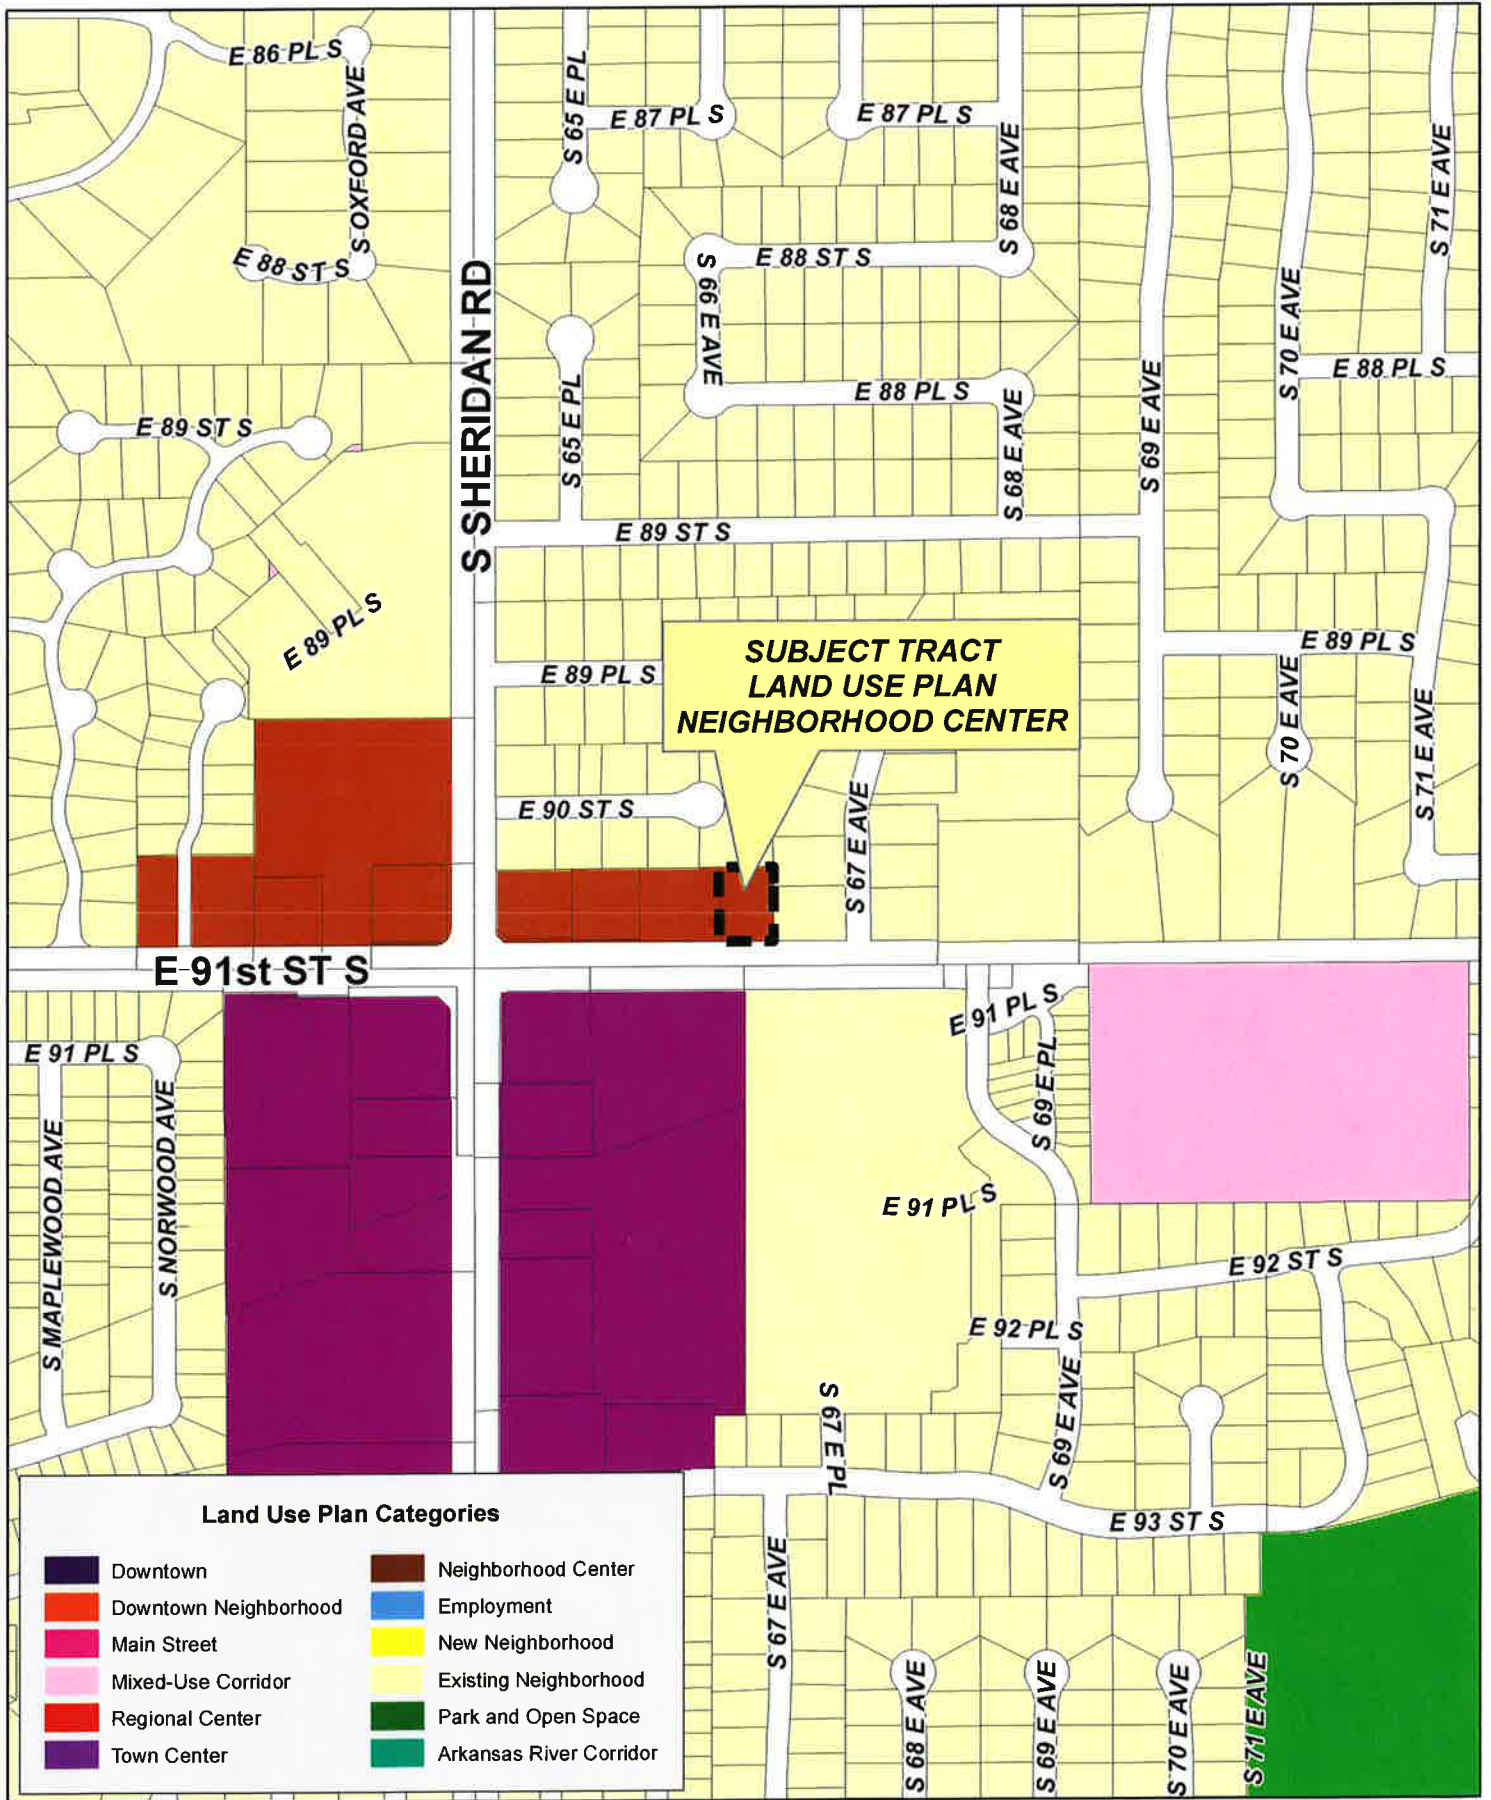 E 86 PL S
S OXFORD AVE
E 88 ST S
S SHERIDAN RD
S 65 E PL
E 87 PL S
E 87 PL S
S 68 E AVE
S 66 E AVE
E 88 ST S
E 88 PL S
S 68 E AVE
S 65 E PL
S 69 E AVE
S 70 E AVE
S 71 E AVE
E 88 PL S
E 89 ST S
E 89 ST S
E 89 PL S
E 89 PL S
E 89 PL S
SUBJECT TRACT
LAND USE PLAN
NEIGHBORHOOD CENTER
S 70 E AVE
S 71 E AVE
E 90 ST S
S 67 E AVE
E 91st ST S
E 91 PL S
S MAPLEWOOD AVE
S NORWOOD AVE
E 91 PL S
S 69 E PL
E 91 PL S
E 92 ST S
E 92 PL S
S 69 E AVE
S 67 E PL
E 93 ST S
S 67 E AVE
S 68 E AVE
S 69 E AVE
S 70 E AVE
S 71 E AVE
Land Use Plan Categories
Downtown
Downtown Neighborhood
Main Street
Mixed-Use Corridor
Regional Center
Town Center
Neighborhood Center
Employment
New Neighborhood
Existing Neighborhood
Park and Open Space
Arkansas River Corridor